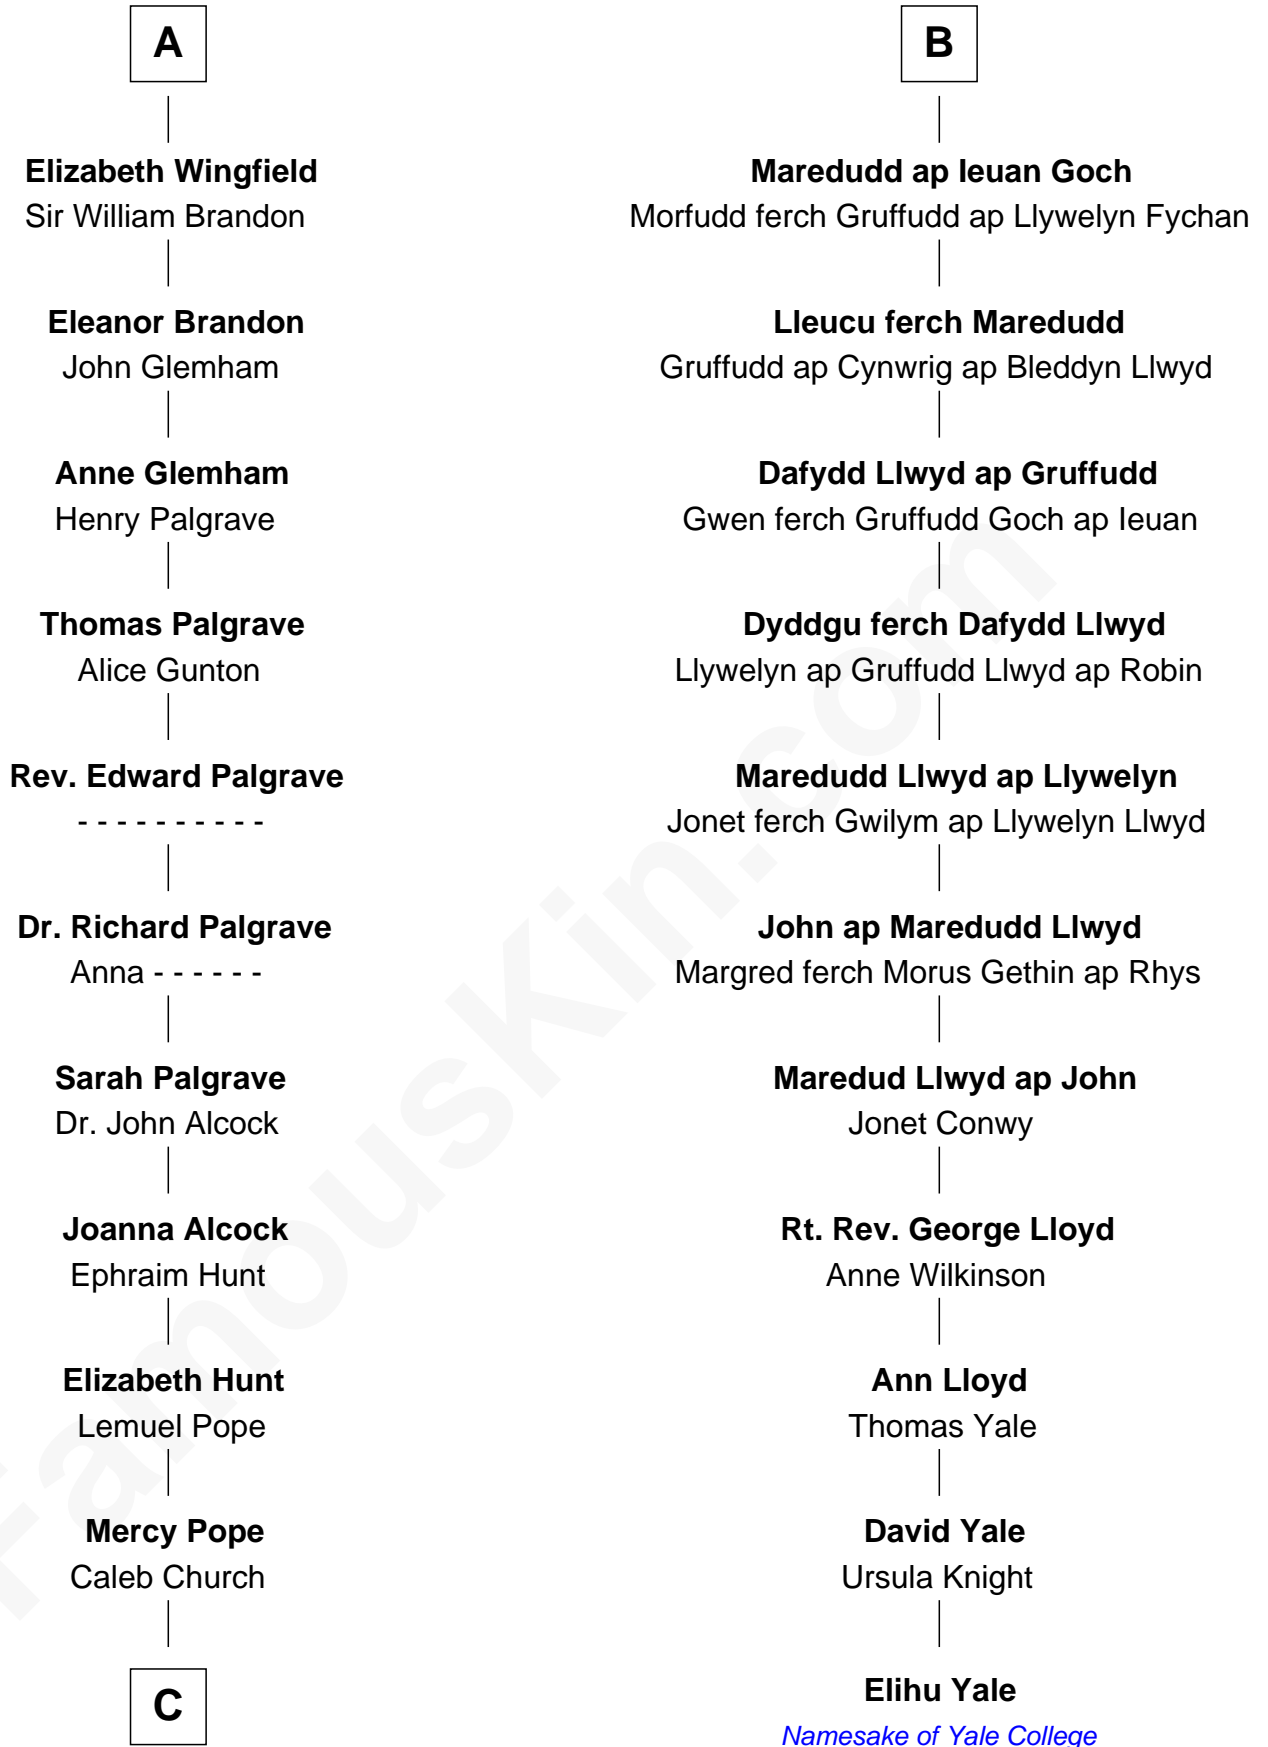 A
Elizabeth Wingfield
Sir William Brandon
Eleanor Brandon
John Glemham
Anne Glemham
Henry Palgrave
Thomas Palgrave
Alice Gunton
Rev. Edward Palgrave
- - - - - - - - - -
Dr. Richard Palgrave
Anna - - - - - -
Sarah Palgrave
Dr. John Alcock
Joanna Alcock
Ephraim Hunt
Elizabeth Hunt
Lemuel Pope
Mercy Pope
Caleb Church
C
B
Maredudd ap Ieuan Goch
Morfudd ferch Gruffudd ap Llywelyn Fychan
Lleucu ferch Maredudd
Gruffudd ap Cynwrig ap Bleddyn Llwyd
Dafydd Llwyd ap Gruffudd
Gwen ferch Gruffudd Goch ap Ieuan
Dyddgu ferch Dafydd Llwyd
Llywelyn ap Gruffudd Llwyd ap Robin
Maredudd Llwyd ap Llywelyn
Jonet ferch Gwilym ap Llywelyn Llwyd
John ap Maredudd Llwyd
Margred ferch Morus Gethin ap Rhys
Maredud Llwyd ap John
Jonet Conwy
Rt. Rev. George Lloyd
Anne Wilkinson
Ann Lloyd
Thomas Yale
David Yale
Ursula Knight
Elihu Yale
Namesake of Yale College
FamousKin.com